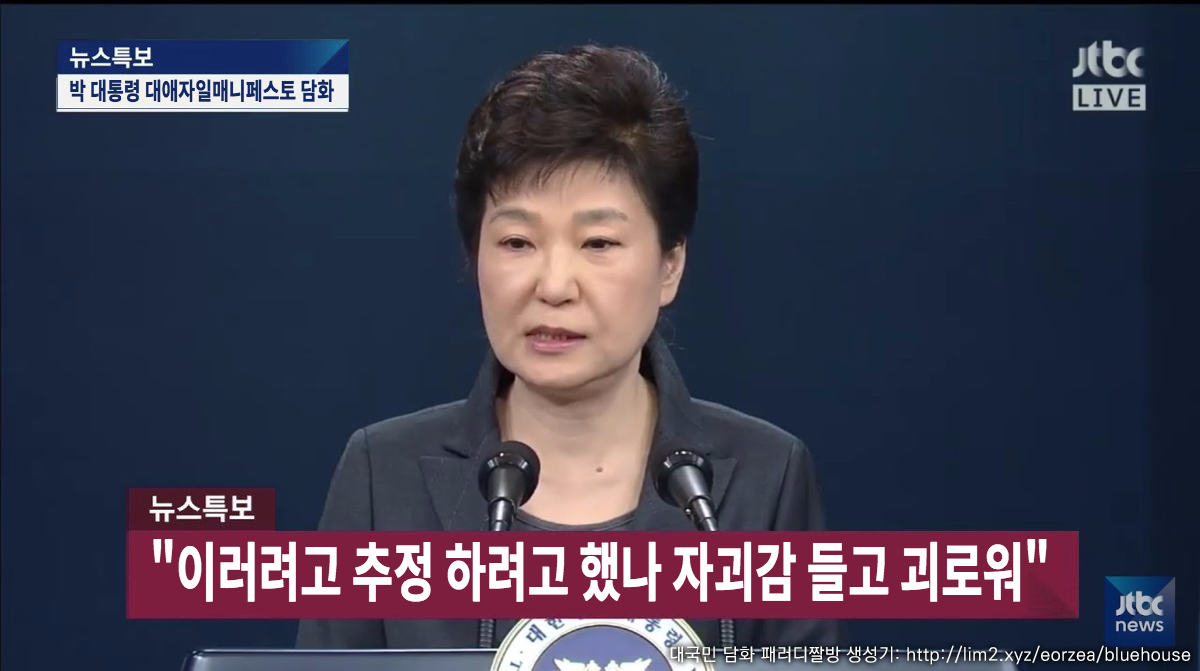 뉴스특보
박 대통령 대애자일매니페스토 담화
jtbc
LIVE
뉴스특보
"이러려고 추정 하려고 했나 자괴감 들고 괴로워"
jtbc
news
대국민 담화 패러디짤방 생성기: http://lim2.xyz/eorzea/bluehouse